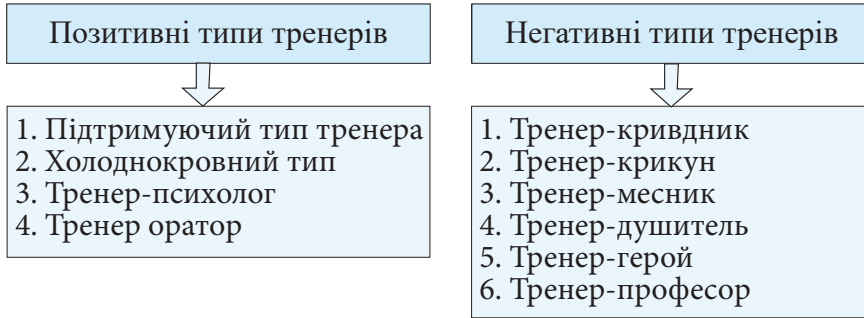 Позитивні типи тренерів
1. Підтримуючий тип тренера
2. Холоднокровний тип
3. Тренер-психолог
4. Тренер оратор
Негативні типи тренерів
1. Тренер-кривдник
2. Тренер-крикун
3. Тренер-месник
4. Тренер-душитель
5. Тренер-герой
6. Тренер-професор